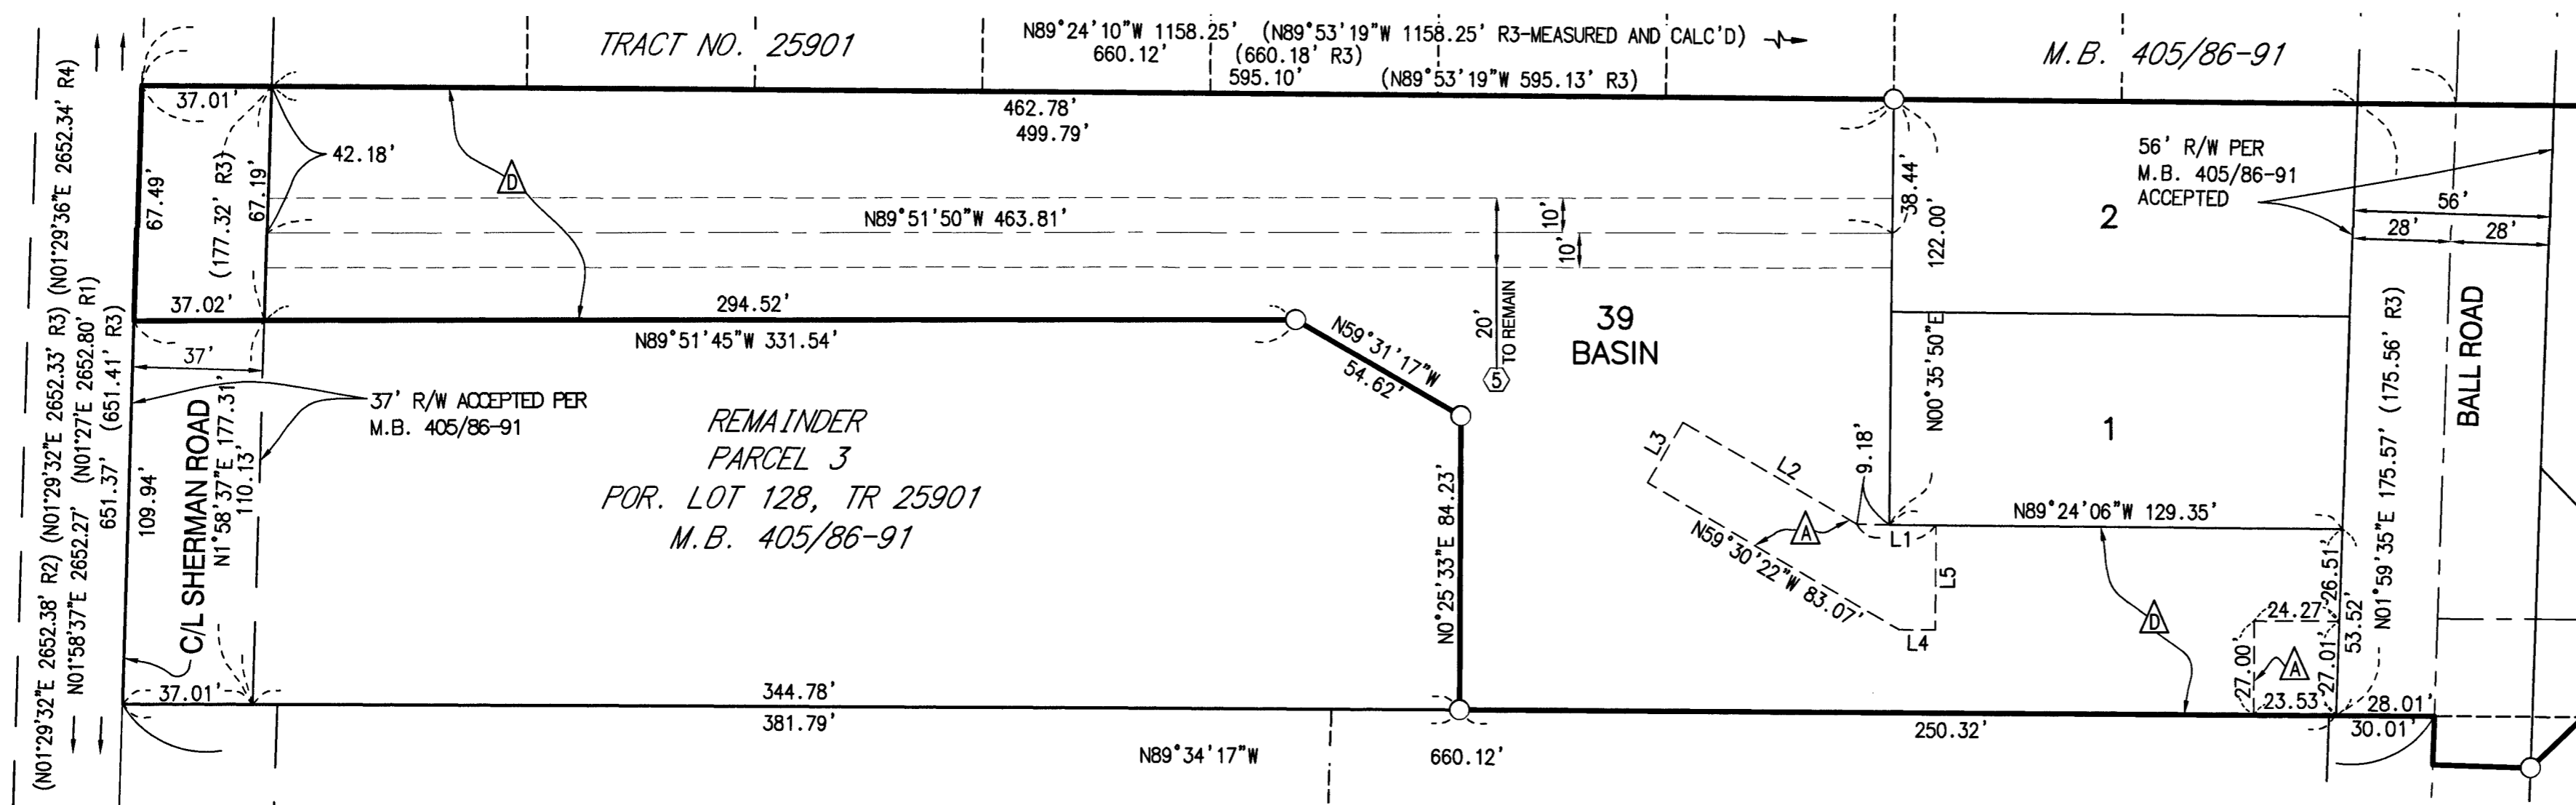 TRACT NO. 25901
N89°24'10"W 1158.25' (N89°53'19"W 1158.25' R3-MEASURED AND CALC'D)
660.12' (660.18' R3)
595.10' (N89°53'19"W 595.13' R3)
M.B. 405/86-91
37.01'
462.78'
499.79'
42.18'
67.49'
(177.32' R3)
67.19'
D
N89°51'50"W 463.81'
10'
10'
38.44'
122.00'
2
56' R/W PER
M.B. 405/86-91
ACCEPTED
56'
28'
28'
37.02'
294.52'
N89°51'45"W 331.54'
37'
37' R/W ACCEPTED PER
M.B. 405/86-91
N59°31'17"W
54.62'
20'
TO REMAIN
5
39
BASIN
N00°35'50"E
1
(N01°29'32"E 2652.38' R2) (N01°29'32"E 2652.33' R3) (N01°29'36"E 2652.34' R4)
N01°58'37"E 2652.27' (N01°27'E 2652.80' R1)
651.37' (651.41' R3)
109.94'
C/L SHERMAN ROAD
N1°58'37"E 177.31'
110.13'
REMAINDER
PARCEL 3
POR. LOT 128, TR 25901
M.B. 405/86-91
N0°25'33"E 84.23'
L3
L2
9.18'
A
L1
N59°30'22"W 83.07'
L5
L4
N89°24'06"W 129.35'
D
26.51'
53.52'
24.27'
27.00'
A
27.01'
23.53'
N01°59'35"E 175.57' (175.56' R3)
BALL ROAD
37.01'
344.78'
381.79'
N89°34'17"W 660.12'
250.32'
28.01'
30.01'